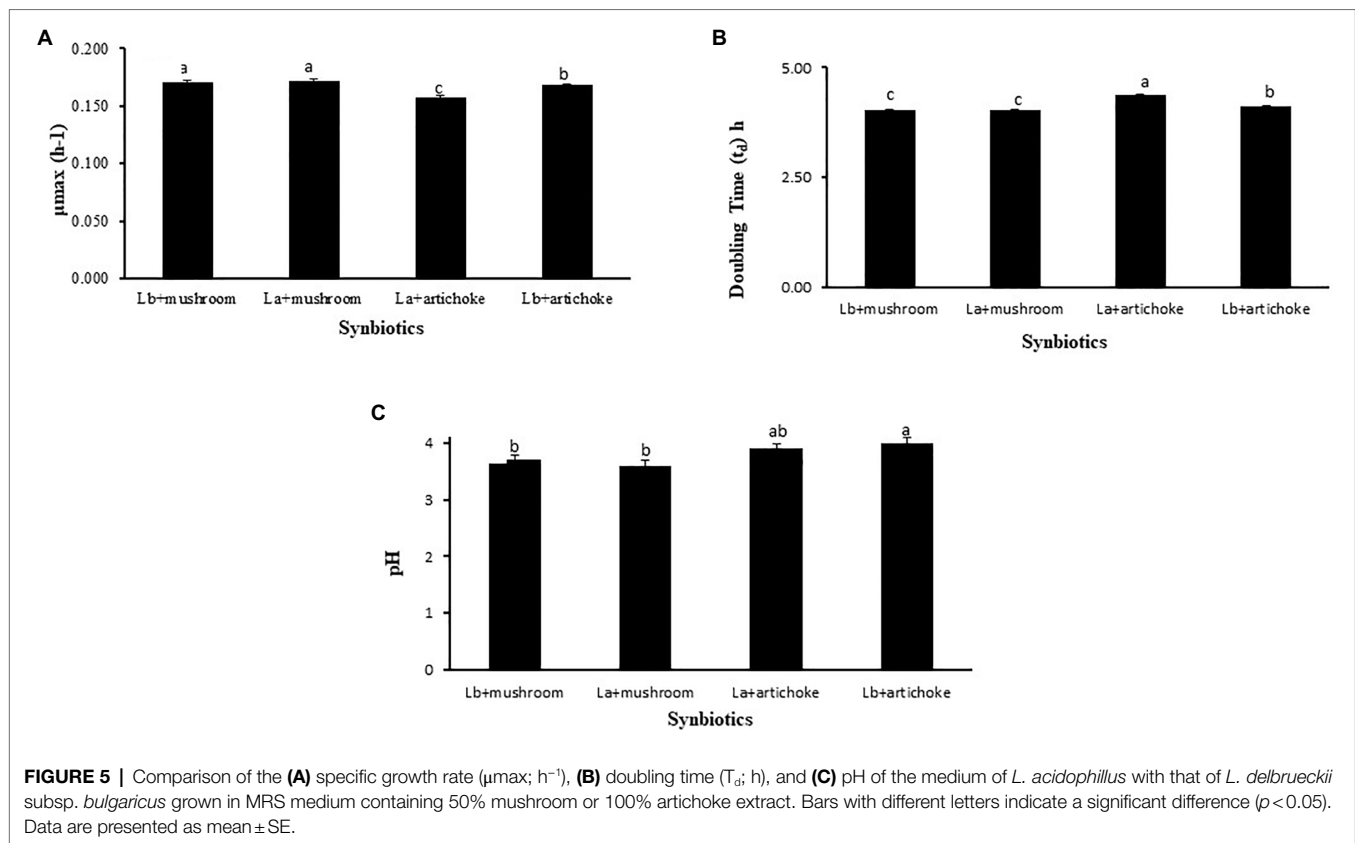 A
0.200
0.150
0.100
0.050
0.000
µmax (h-1)
a
a
c
b
Lb+mushroom La+mushroom La+artichoke Lb+artichoke
Synbiotics
B
5.00
2.50
0.00
Doubling Time (td) h
c
c
a
b
Lb+mushroom La+mushroom La+artichoke Lb+artichoke
Synbiotics
C
4
3
2
1
0
pH
b
b
ab
a
Lb+mushroom La+mushroom La+artichoke Lb+artichoke
Synbiotics
FIGURE 5 | Comparison of the (A) specific growth rate (µmax; h−1), (B) doubling time (Td; h), and (C) pH of the medium of L. acidophillus with that of L. delbrueckii
subsp. bulgaricus grown in MRS medium containing 50% mushroom or 100% artichoke extract. Bars with different letters indicate a significant difference (p<0.05).
Data are presented as mean±SE.